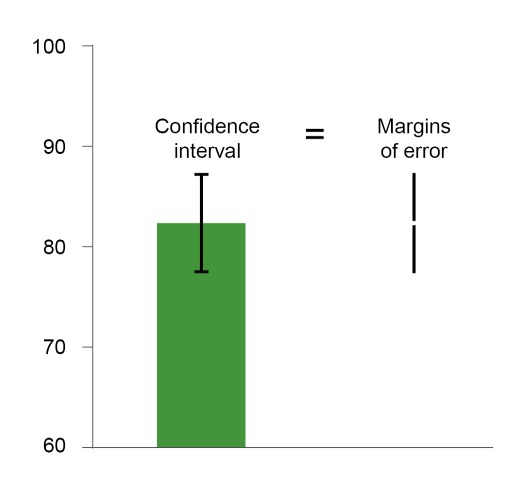 100
Confidence
interval
=
Margins
of error
90
80
70
60